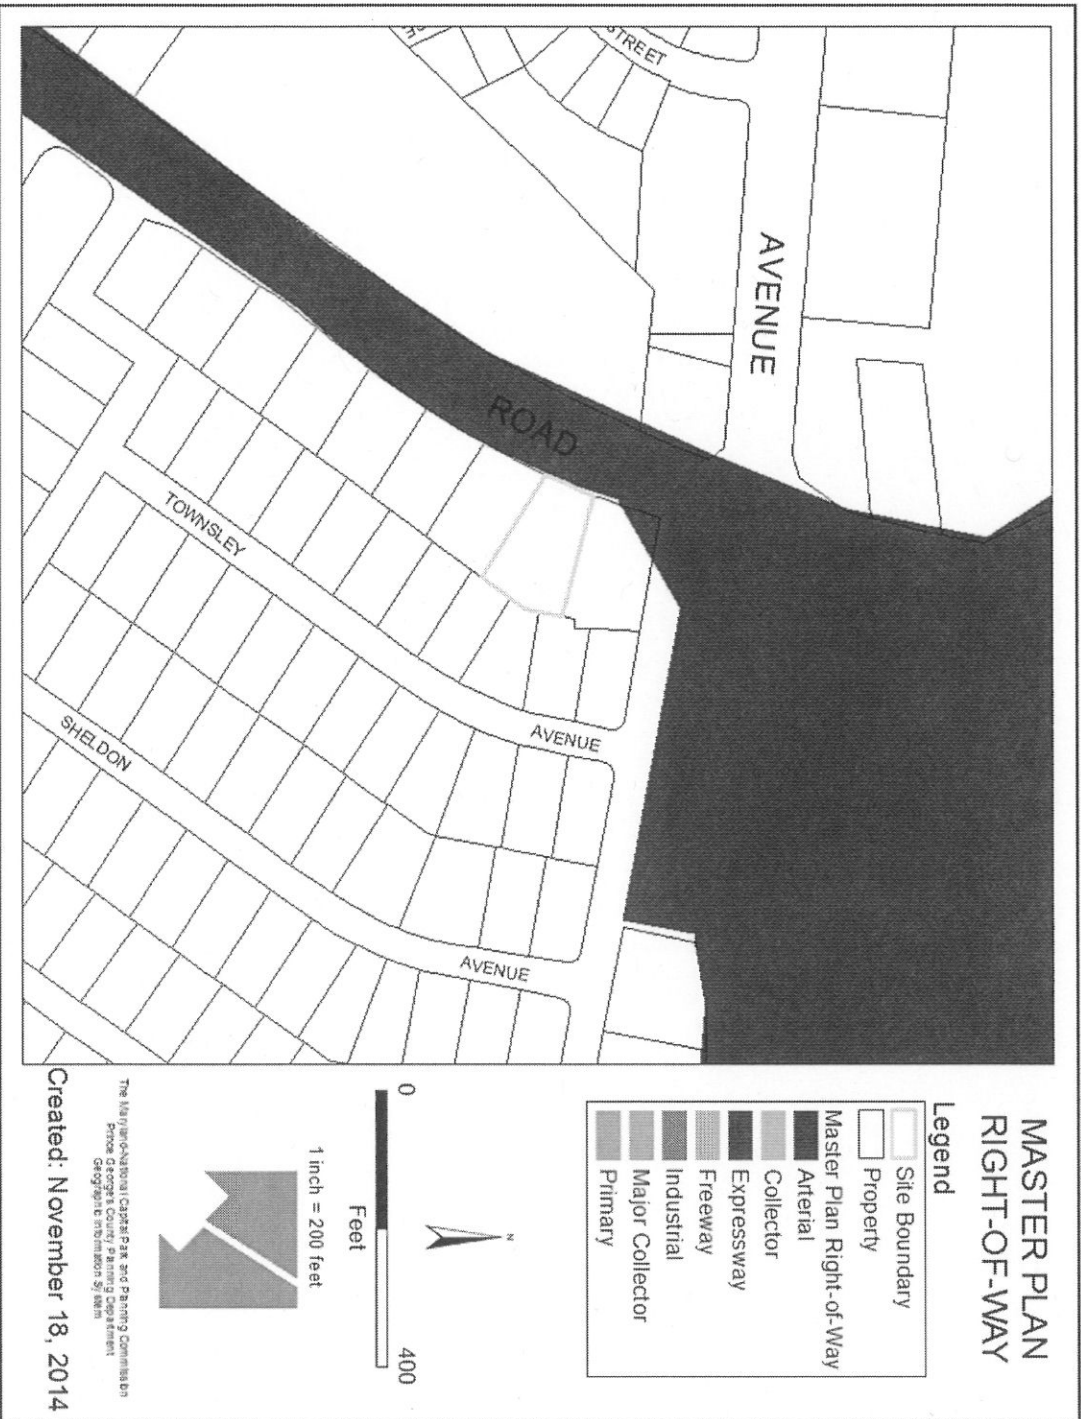 STREET
AVENUE
ROAD
TOWNSLEY
AVENUE
SHELDON
AVENUE
MASTER PLAN
RIGHT-OF-WAY
Legend
Site Boundary
Property
Master Plan Right-of-Way
Arterial
Collector
Expressway
Freeway
Industrial
Major Collector
Primary
N
0
400
Feet
1 inch = 200 feet
The Maryland-National Capital Park and Planning Commission
Prince George's County Planning Department
Geographic Information System
Created: November 18, 2014